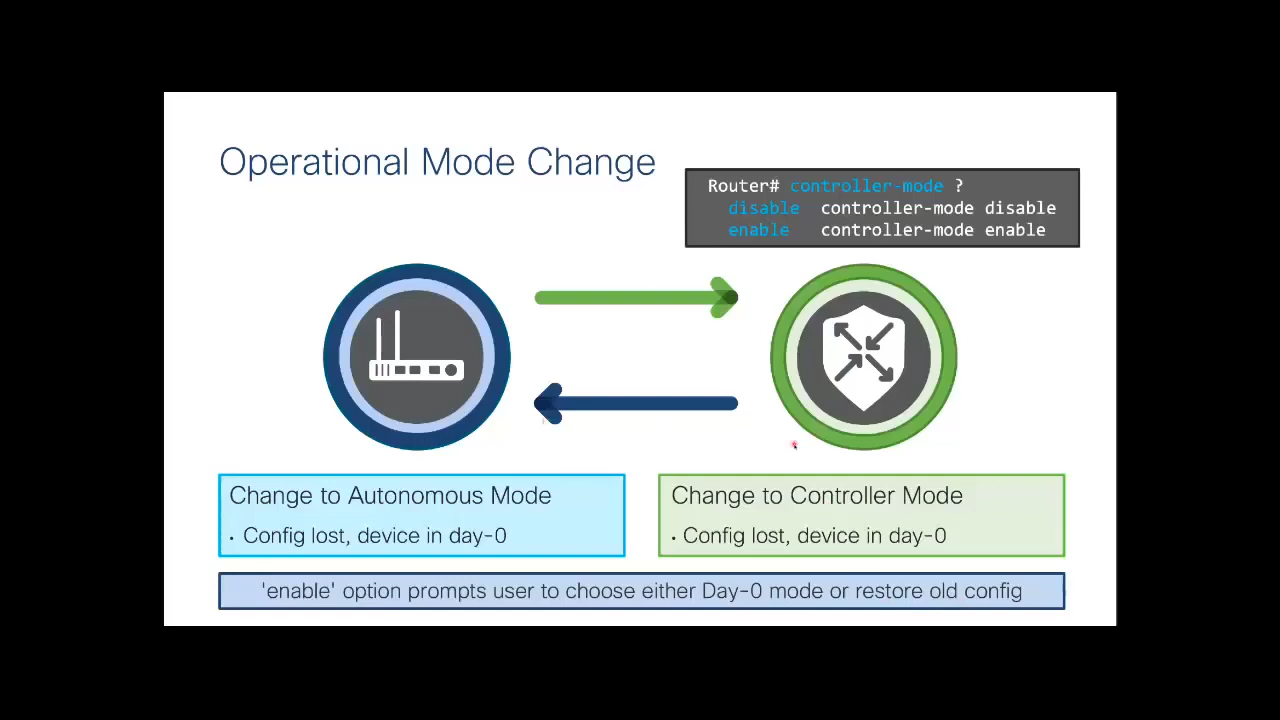 Operational Mode Change
Router# controller-mode ?
disable controller-mode disable
enable controller-mode enable
Change to Autonomous Mode
• Config lost, device in day-0
Change to Controller Mode
• Config lost, device in day-0
'enable' option prompts user to choose either Day-0 mode or restore old config